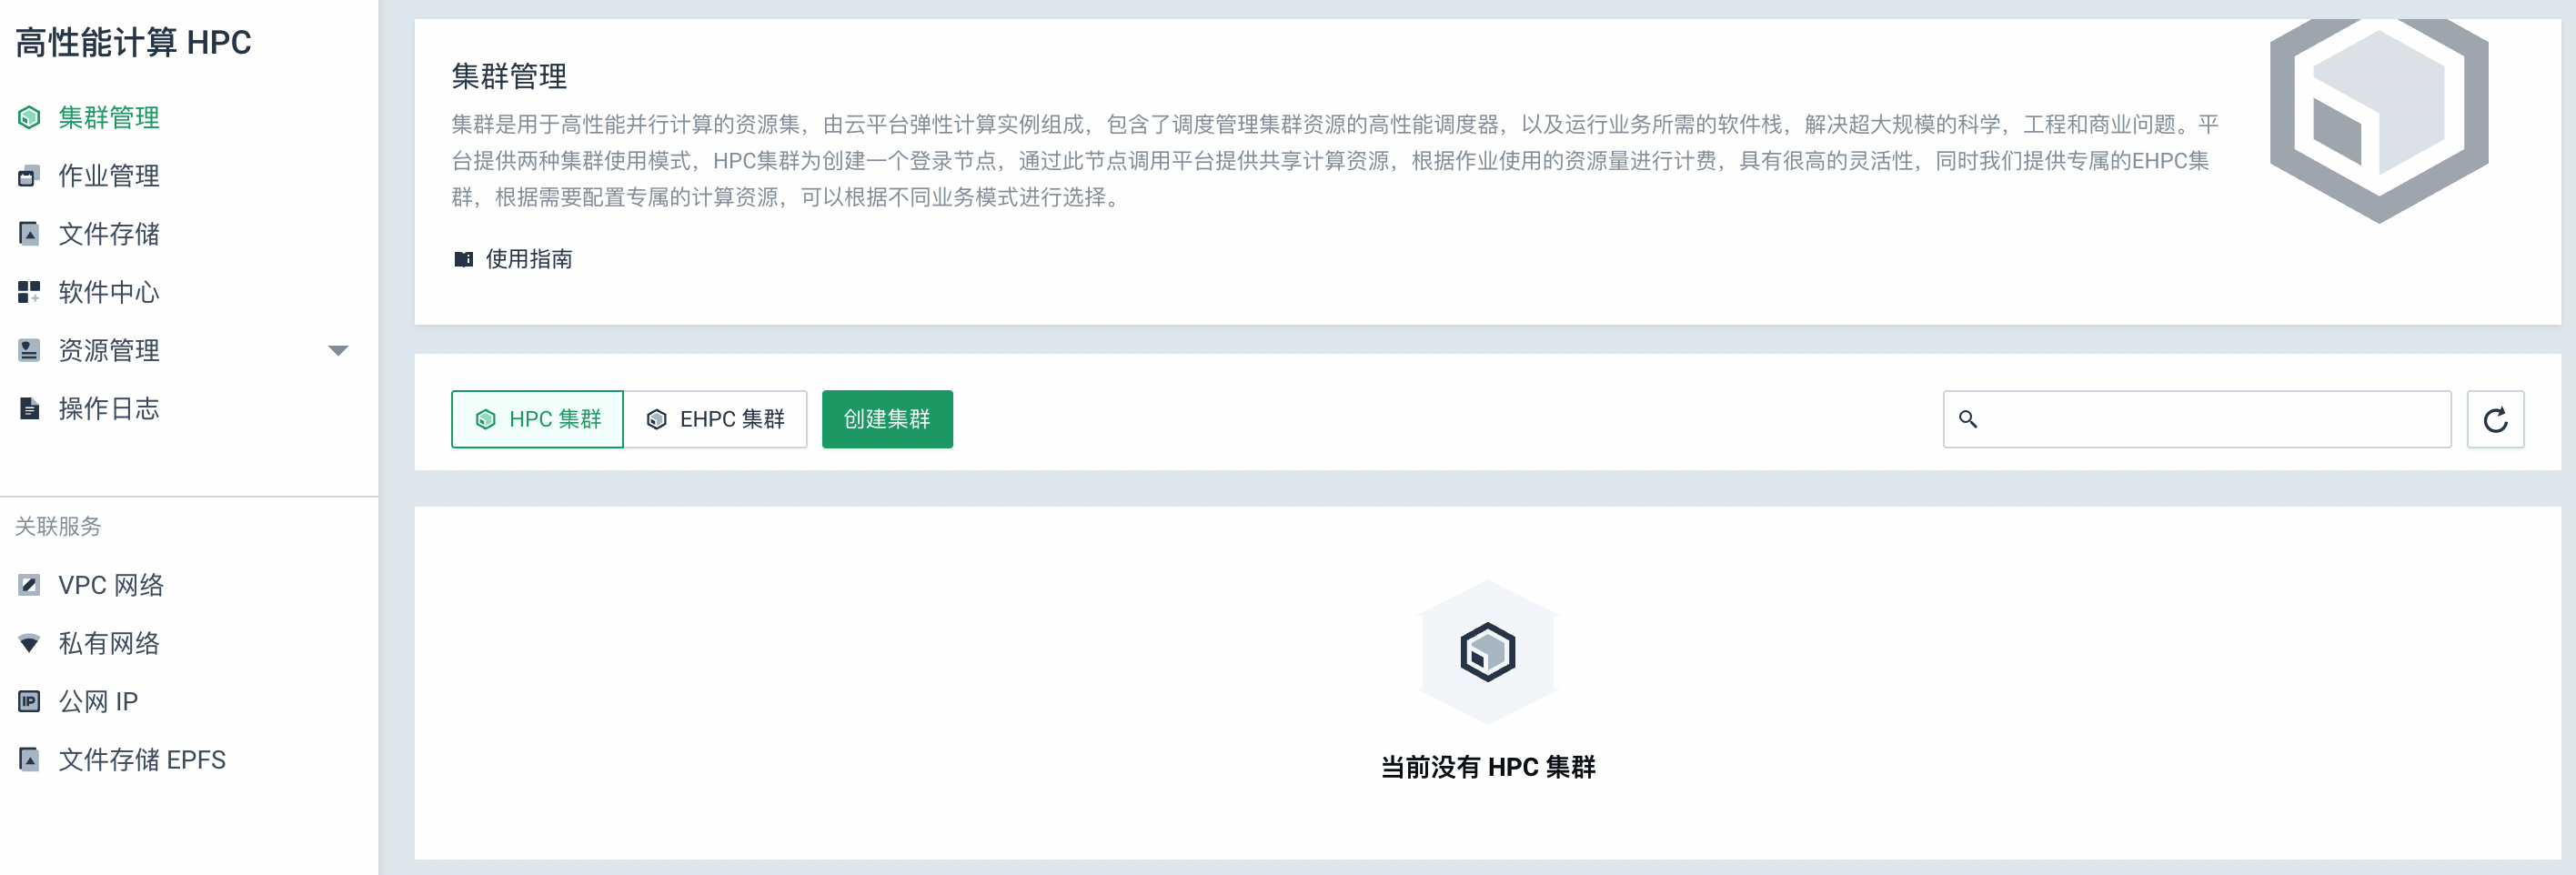 高性能计算 HPC
集群管理
作业管理
文件存储
软件中心
资源管理
操作日志
关联服务
VPC 网络
私有网络
公网 IP
文件存储 EPFS
集群管理
集群是用于高性能并行计算的资源集，由云平台弹性计算实例组成，包含了调度管理集群资源的高性能调度器，以及运行业务所需的软件栈，解决超大规模的科学，工程和商业问题。平
台提供两种集群使用模式，HPC集群为创建一个登录节点，通过此节点调用平台提供共享计算资源，根据作业使用的资源量进行计费，具有很高的灵活性，同时我们提供专属的EHPC集
群，根据需要配置专属的计算资源，可以根据不同业务模式进行选择。
使用指南
HPC 集群
EHPC 集群
创建集群
当前没有 HPC 集群